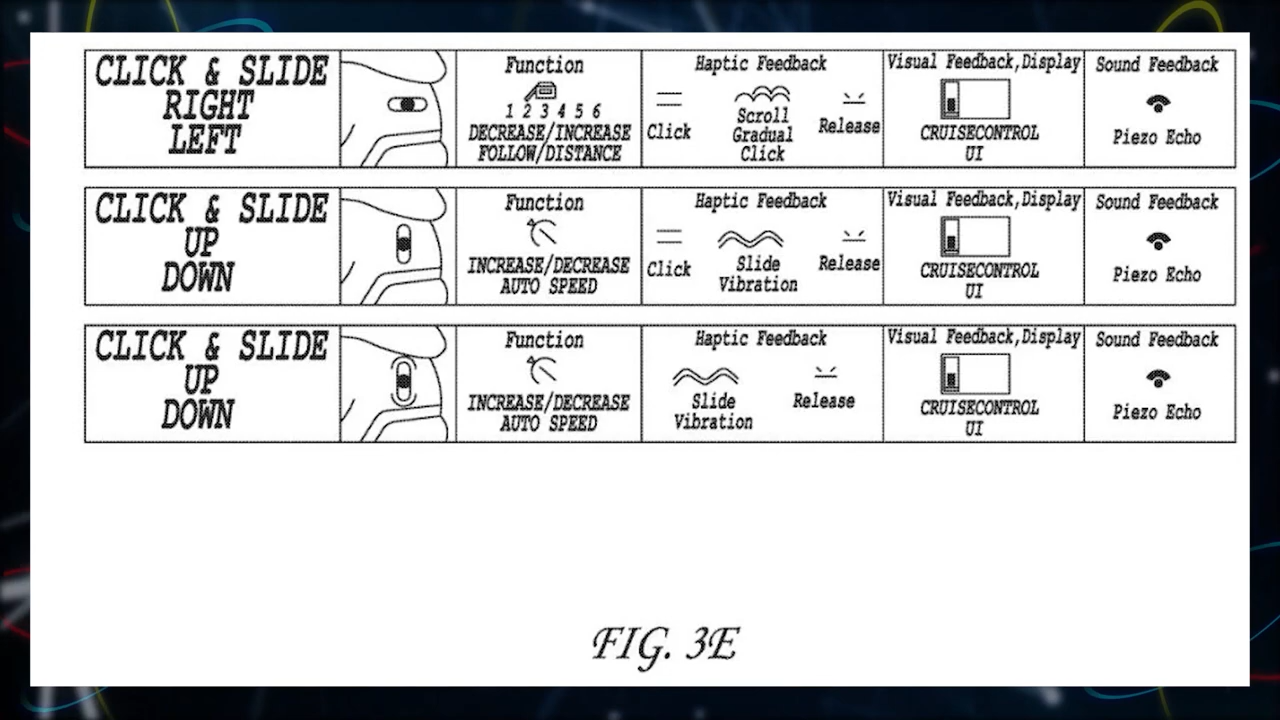 CLICK & SLIDE
RIGHT
LEFT
Function
1 2 3 4 5 6
DECREASE/INCREASE
FOLLOW/DISTANCE
Haptic Feedback
Click
Scroll
Gradual
Click
Release
Visual Feedback,Display
CRUISECONTROL
UI
Sound Feedback
Piezo Echo
CLICK & SLIDE
UP
DOWN
Function
INCREASE/DECREASE
AUTO SPEED
Haptic Feedback
Click
Slide
Vibration
Release
Visual Feedback,Display
CRUISECONTROL
UI
Sound Feedback
Piezo Echo
CLICK & SLIDE
UP
DOWN
Function
INCREASE/DECREASE
AUTO SPEED
Haptic Feedback
Slide
Vibration
Release
Visual Feedback,Display
CRUISECONTROL
UI
Sound Feedback
Piezo Echo
FIG. 3E